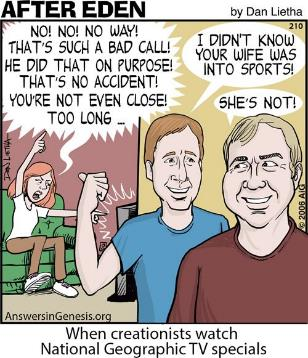 AFTER EDEN
by Dan Lietha
210
NO! NO! NO WAY!
THAT'S SUCH A BAD CALL!
HE DID THAT ON PURPOSE!
THAT'S NO ACCIDENT!
YOU'RE NOT EVEN CLOSE!
TOO LONG ...
I DIDN'T KNOW
YOUR WIFE WAS
INTO SPORTS!
SHE'S NOT!
DAN LIETHA
© 2006 AiG
AnswersinGenesis.org
When creationists watch
National Geographic TV specials